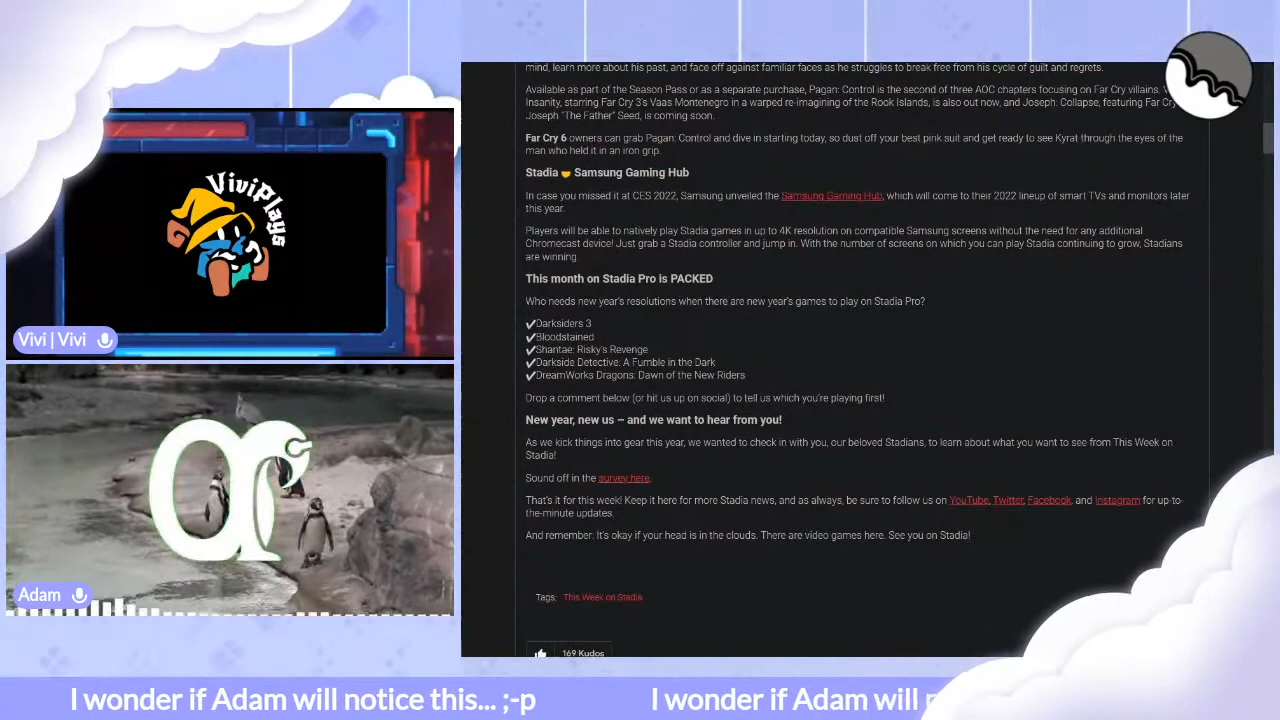 ViviPlays
Vivi | Vivi
Adam
mind, learn more about his past, and face off against familiar faces as he struggles to break free from his cycle of guilt and regrets.
Available as part of the Season Pass or as a separate purchase, Pagan: Control is the second of three AOC chapters focusing on Far Cry villains.
Insanity, starring Far Cry 3's Vaas Montenegro in a warped re-imagining of the Rook Islands, is also out now, and Joseph: Collapse, featuring Far Cry
Joseph "The Father" Seed, is coming soon.
Far Cry 6 owners can grab Pagan: Control and dive in starting today, so dust off your best pink suit and get ready to see Kyrat through the eyes of the
man who held it in an iron grip.
Stadia 🤝 Samsung Gaming Hub
In case you missed it at CES 2022, Samsung unveiled the Samsung Gaming Hub, which will come to their 2022 lineup of smart TVs and monitors later
this year.
Players will be able to natively play Stadia games in up to 4K resolution on compatible Samsung screens without the need for any additional
Chromecast device! Just grab a Stadia controller and jump in. With the number of screens on which you can play Stadia continuing to grow, Stadians
are winning.
This month on Stadia Pro is PACKED
Who needs new year's resolutions when there are new year's games to play on Stadia Pro?
✔Darksiders 3
✔Bloodstained
✔Shantae: Risky's Revenge
✔Darkside Detective: A Fumble in the Dark
✔DreamWorks Dragons: Dawn of the New Riders
Drop a comment below (or hit us up on social) to tell us which you're playing first!
New year, new us – and we want to hear from you!
As we kick things into gear this year, we wanted to check in with you, our beloved Stadians, to learn about what you want to see from This Week on
Stadia!
Sound off in the survey here.
That's it for this week! Keep it here for more Stadia news, and as always, be sure to follow us on YouTube, Twitter, Facebook, and Instagram for up-to-
the-minute updates.
And remember: It's okay if your head is in the clouds. There are video games here. See you on Stadia!
Tags: This Week on Stadia
169 Kudos
I wonder if Adam will notice this... ;-p I wonder if Adam will